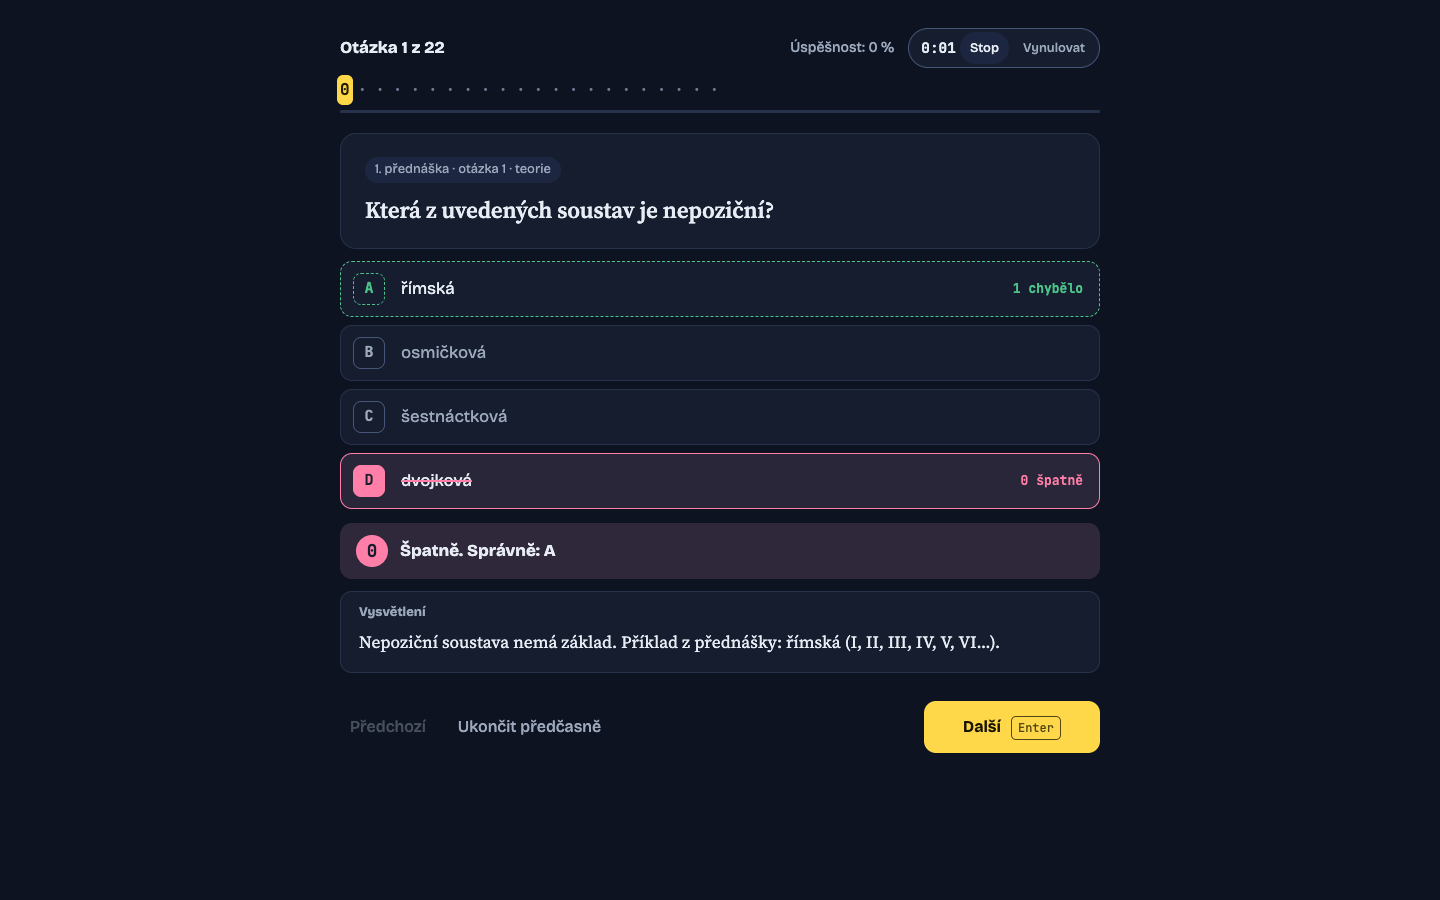 Otázka 1 z 22
Úspěšnost: 0 %
0:01 Stop Vynulovat
0 · · · · · · · · · · · · · · · · · · · · ·
1. přednáška · otázka 1 · teorie
Která z uvedených soustav je nepoziční?
A římská 1 chybělo
B osmičková
C šestnáctková
D dvojková 0 špatně
0 Špatně. Správně: A
Vysvětlení
Nepoziční soustava nemá základ. Příklad z přednášky: římská (I, II, III, IV, V, VI…).
Předchozí Ukončit předčasně Další Enter